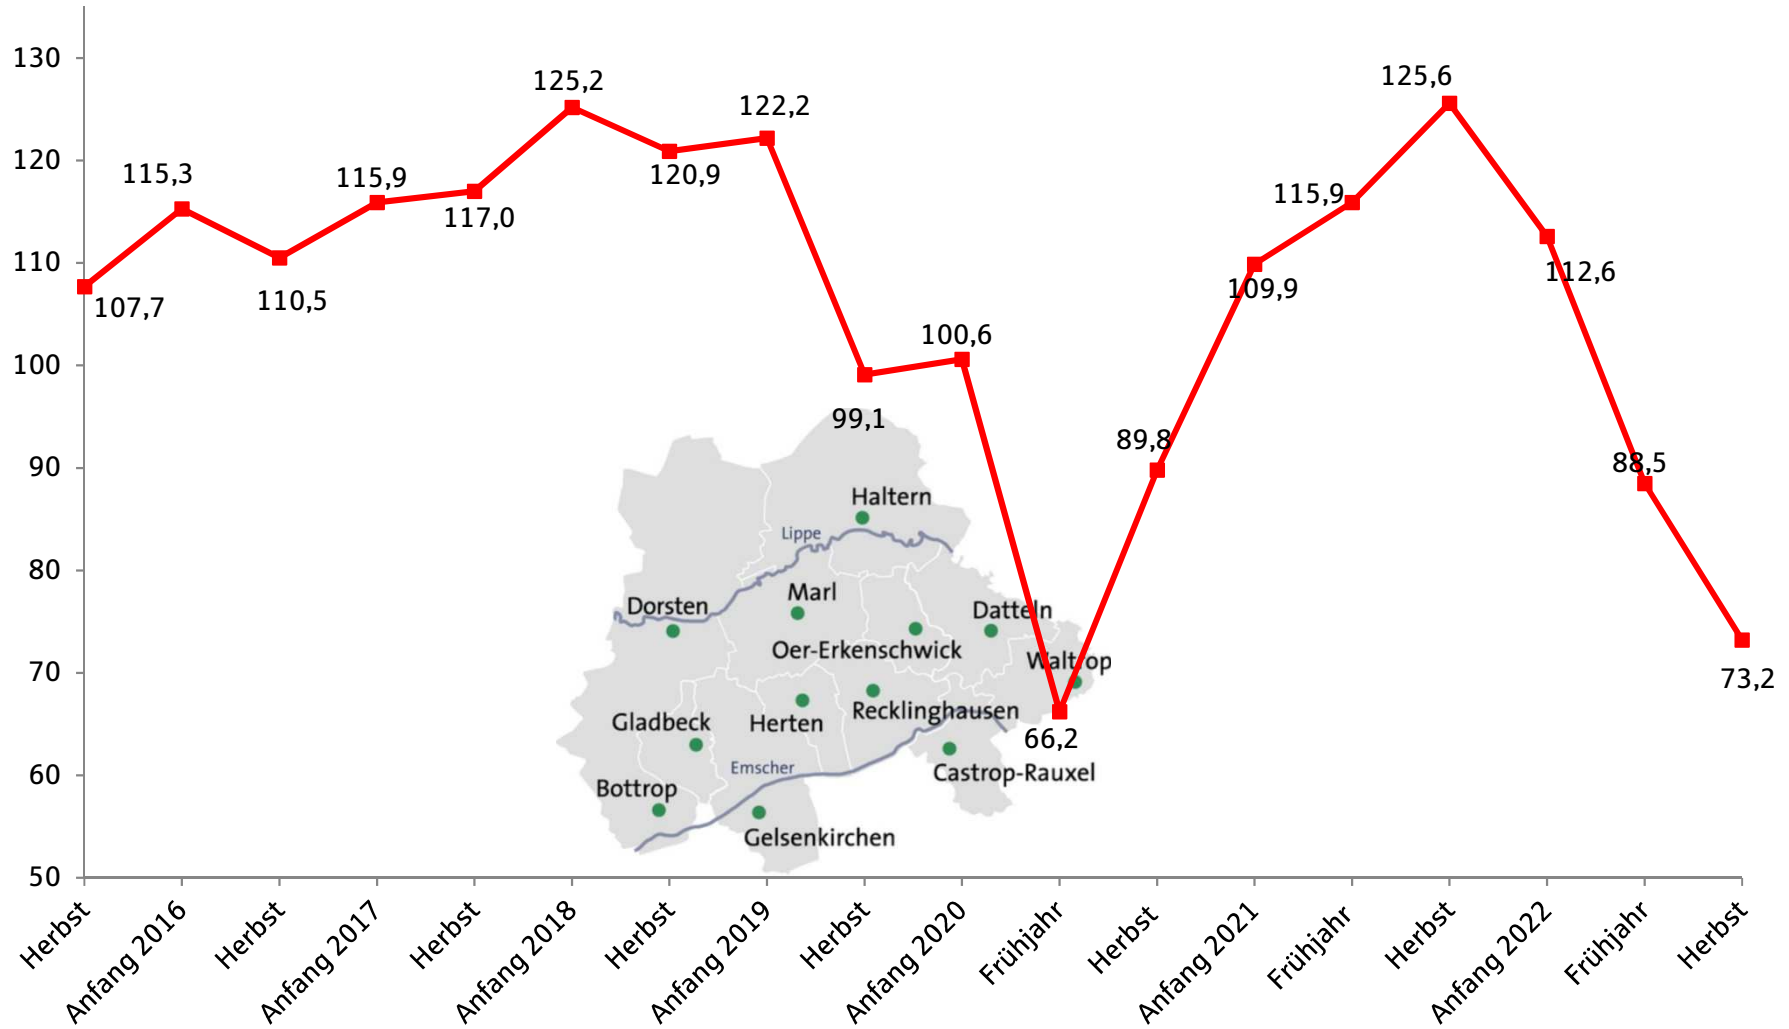 130
120
110
100
90
80
70
60
50
107,7
115,3
110,5
115,9
117,0
125,2
120,9
122,2
99,1
100,6
66,2
89,8
109,9
115,9
125,6
112,6
88,5
73,2
Haltern
Lippe
Marl
Dorsten
Datteln
Oer-Erkenschwick
Waltrop
Recklinghausen
Gladbeck
Herten
Emscher
Castrop-Rauxel
Bottrop
Gelsenkirchen
Herbst
Anfang 2016
Herbst
Anfang 2017
Herbst
Anfang 2018
Herbst
Anfang 2019
Herbst
Anfang 2020
Frühjahr
Herbst
Anfang 2021
Frühjahr
Herbst
Anfang 2022
Frühjahr
Herbst